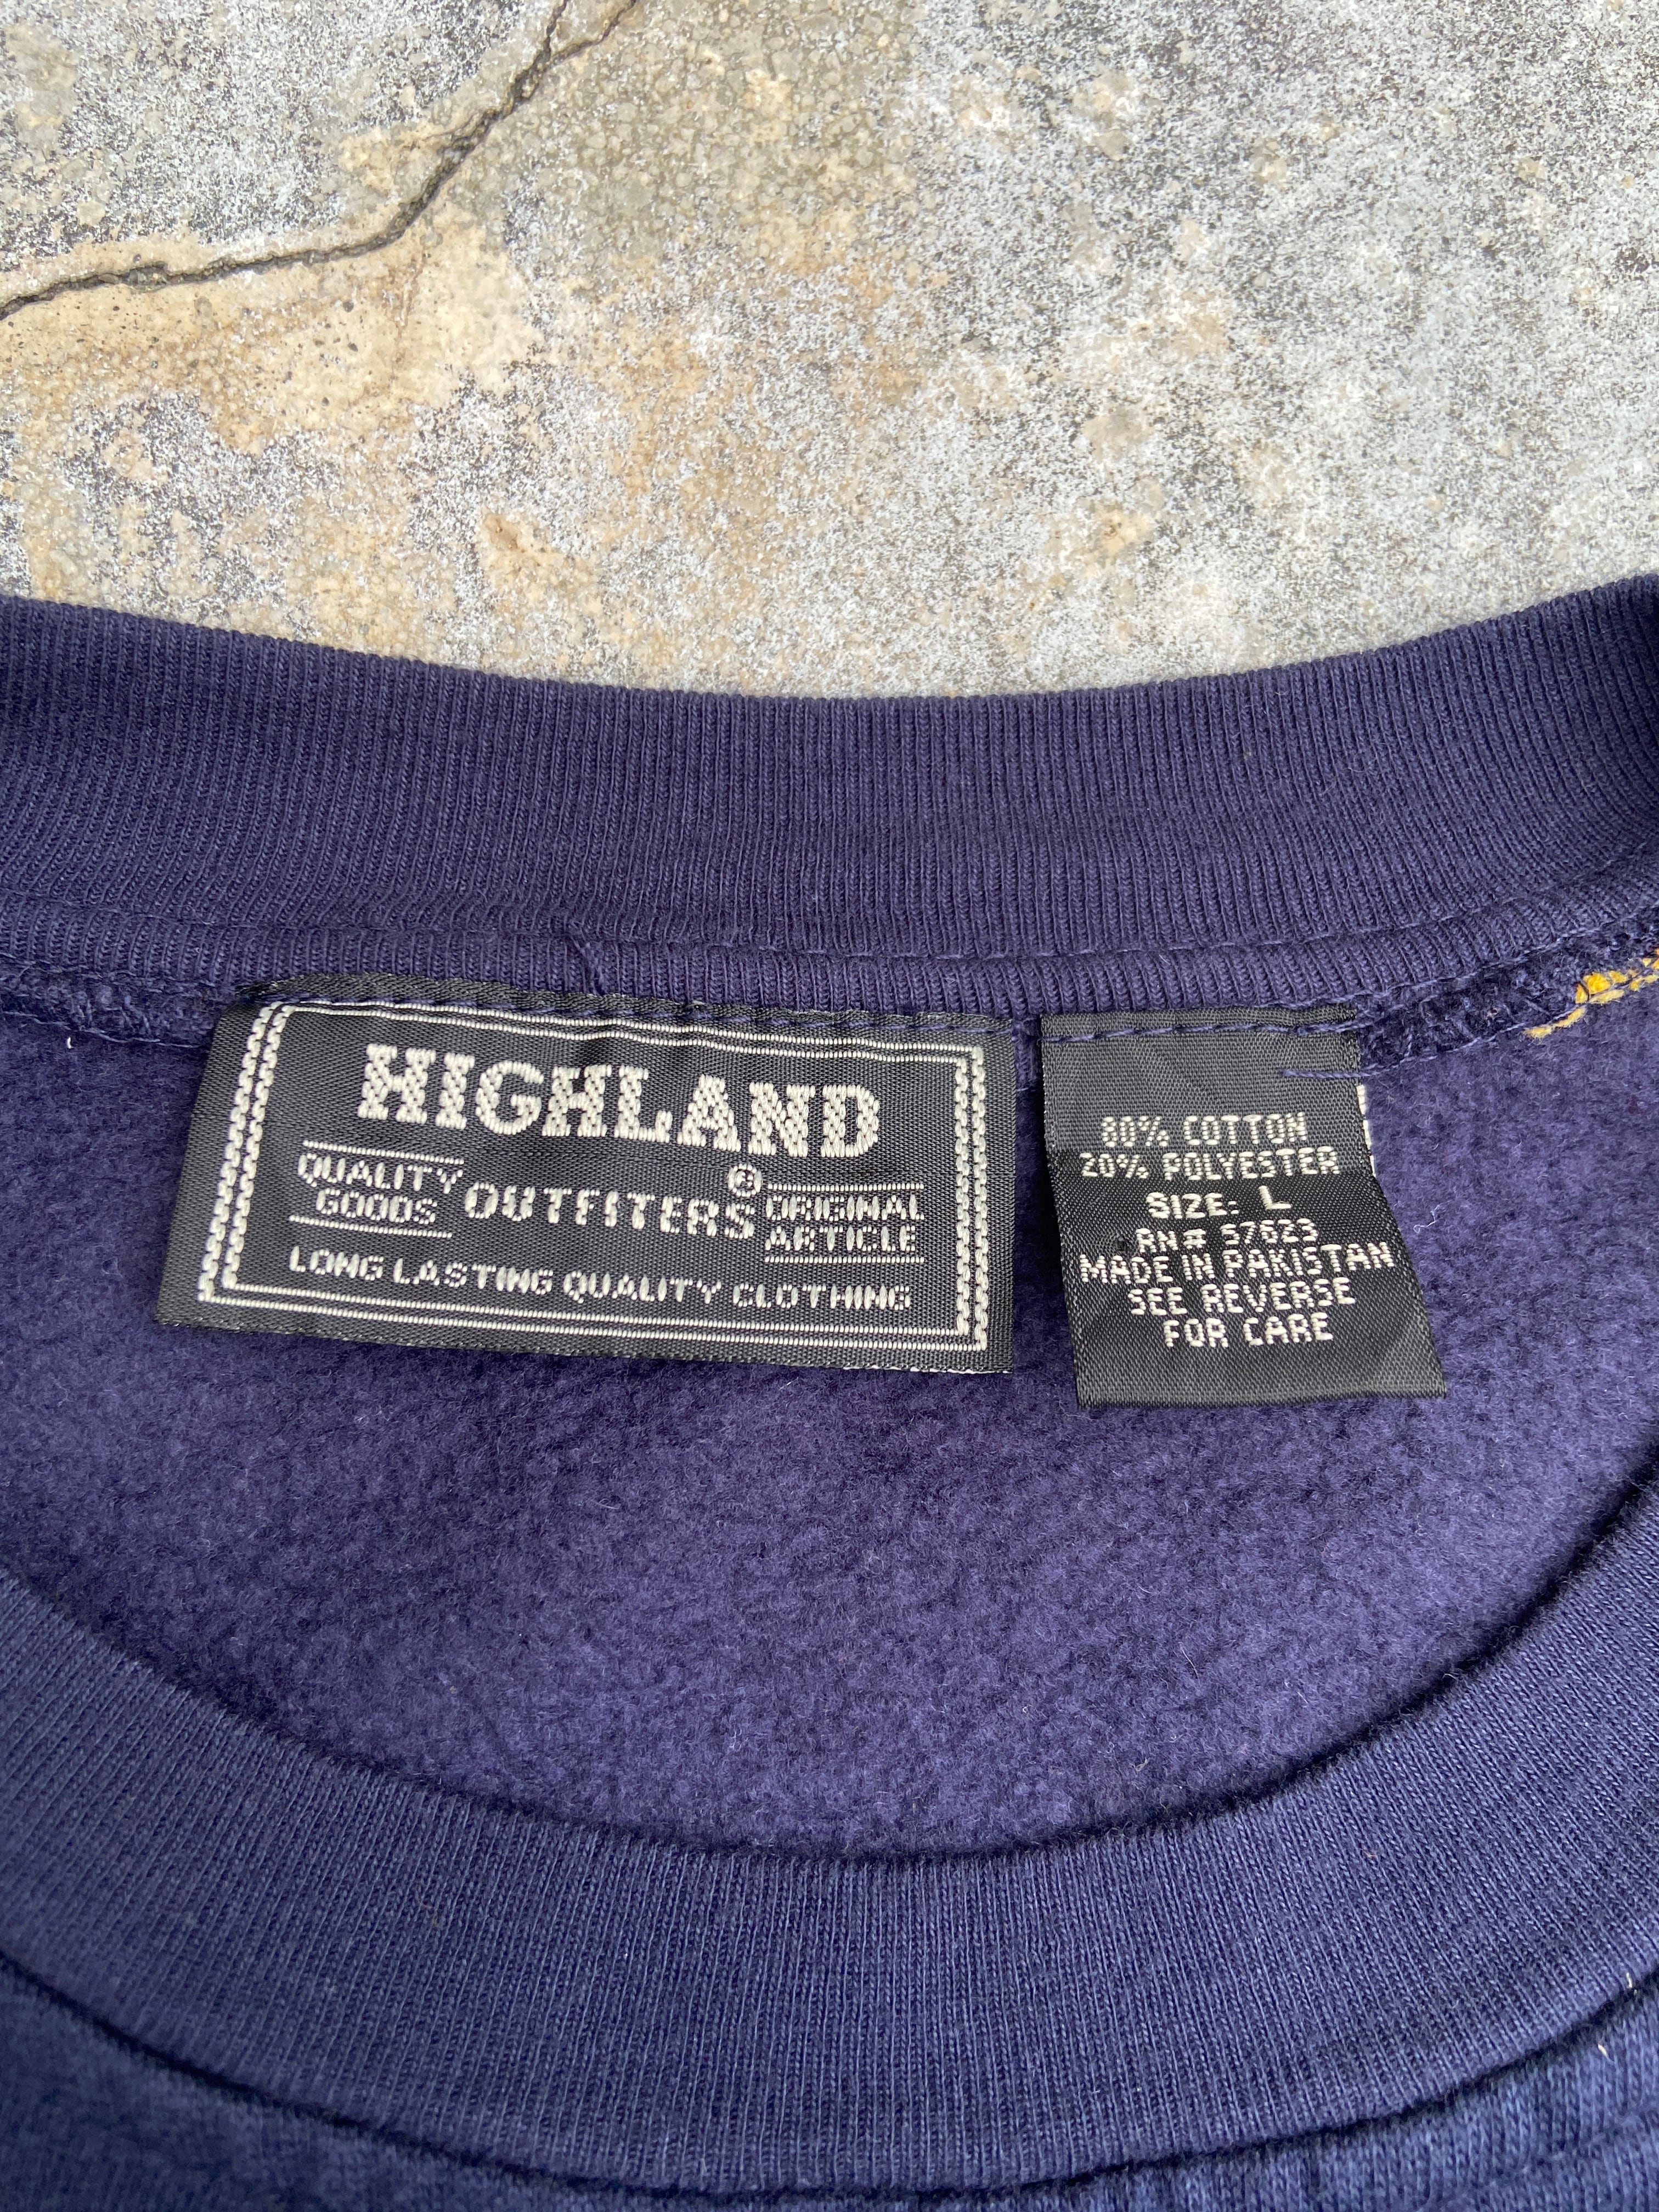 HIGHLAND
QUALITY
GOODS
OUTFITTERS®
ORIGINAL
ARTICLE
LONG LASTING QUALITY CLOTHING
80% COTTON
20% POLYESTER
SIZE: L
RN# 57623
MADE IN PAKISTAN
SEE REVERSE
FOR CARE